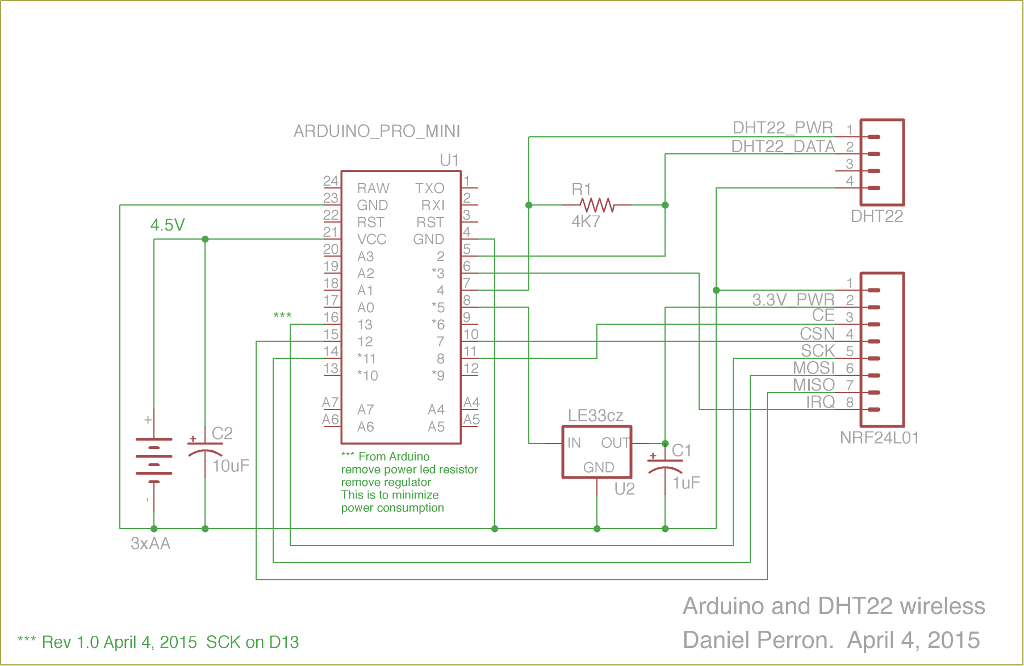 ARDUINO_PRO_MINI
U1
24 RAW TXO 1
23 GND RXI 2
22 RST RST 3
21 VCC GND 4
20 A3 2 5
19 A2 *3 6
18 A1 4 7
17 A0 *5 8
16 13 *6 9
15 12 7 10
14 *11 8 11
13 *10 *9 12
A7 A7 A4 A4
A6 A6 A5 A5
4.5V
***
+
-
3xAA
+
C2
10uF
*** From Arduino
remove power led resistor
remove regulator
This is to minimize
power consumption
R1
4K7
DHT22_PWR 1
DHT22_DATA 2
3
4
DHT22
1
3.3V_PWR 2
CE 3
CSN 4
SCK 5
MOSI 6
MISO 7
IRQ 8
NRF24L01
LE33cz
IN OUT
GND
U2
+
C1
1uF
Arduino and DHT22 wireless
Daniel Perron. April 4, 2015
*** Rev 1.0 April 4, 2015 SCK on D13